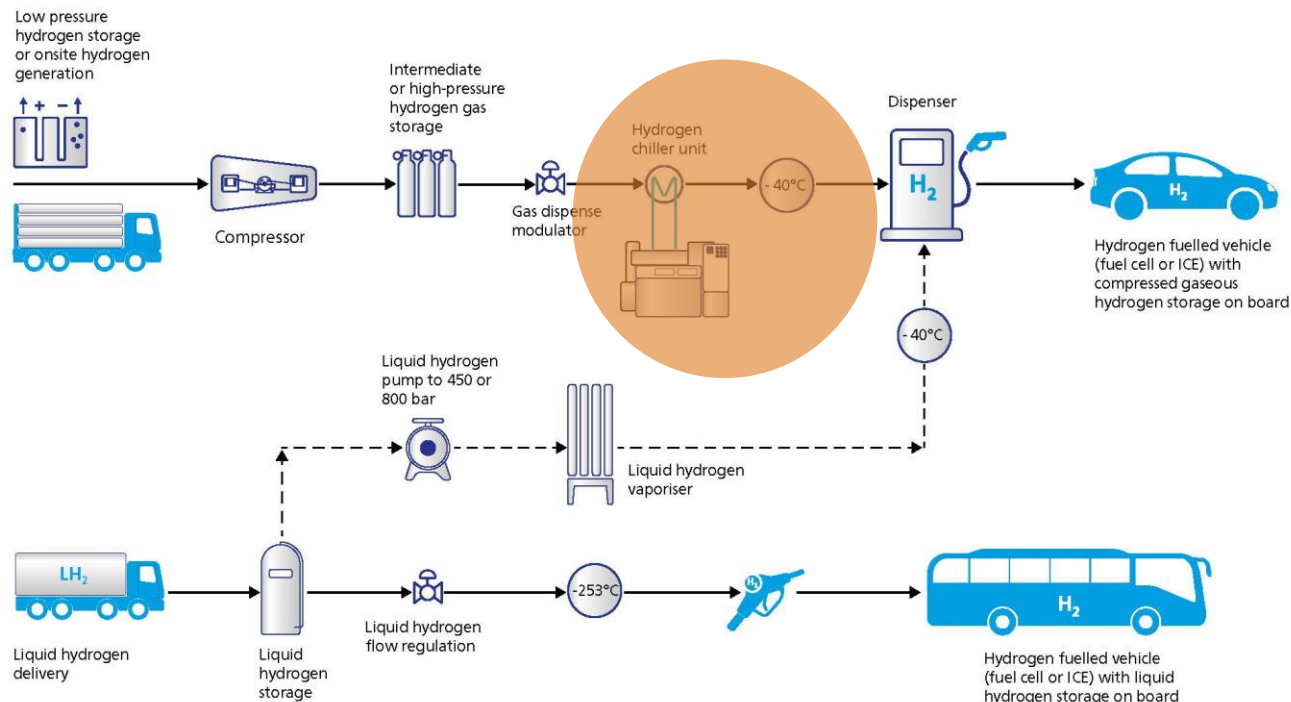 Low pressure
hydrogen storage
or onsite hydrogen
generation
+ −
Intermediate
or high-pressure
hydrogen gas
storage
Hydrogen
chiller unit
Dispenser
- 40°C
H₂
H₂
Compressor
Gas dispense
modulator
Hydrogen fuelled vehicle
(fuel cell or ICE) with
compressed gaseous
hydrogen storage on board
- 40°C
Liquid hydrogen
pump to 450 or
800 bar
Liquid hydrogen
vaporiser
LH₂
-253°C
H₂
H₂
Liquid hydrogen
delivery
Liquid
hydrogen
storage
Liquid hydrogen
flow regulation
Hydrogen fuelled vehicle
(fuel cell or ICE) with liquid
hydrogen storage on board